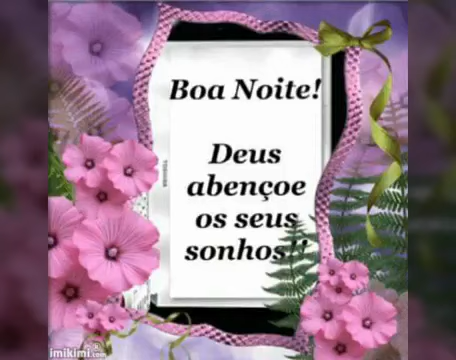 Boa Noite!
Deus
abençoe
os seus
sonhos!!
imikimi.com